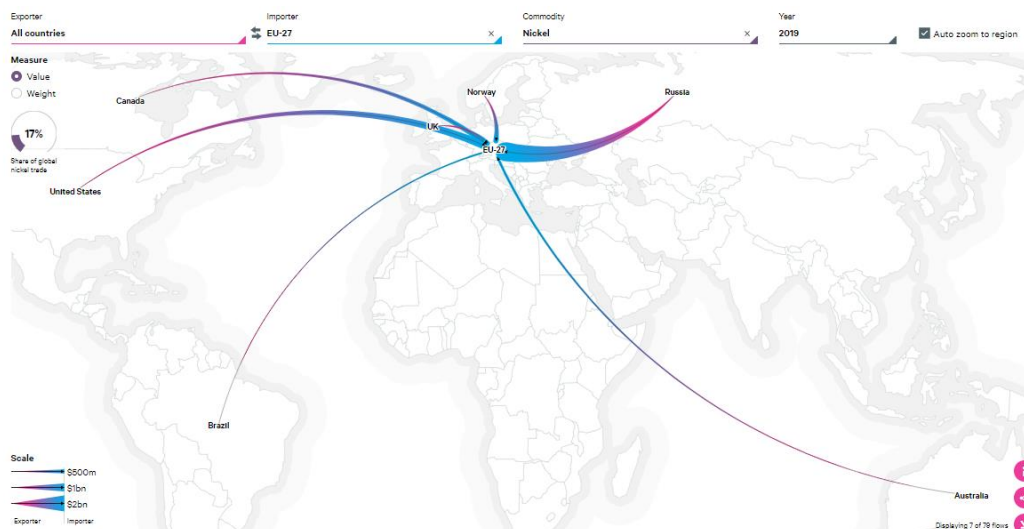 Exporter
All countries
Importer
EU-27 ×
Commodity
Nickel ×
Year
2019
Auto zoom to region
Measure
Value
Weight
17%
Share of global
nickel trade
Canada
Norway
Russia
UK
EU-27
United States
Brazil
Australia
Scale
$500m
$1bn
$2bn
Exporter Importer
Displaying 7 of 79 flows